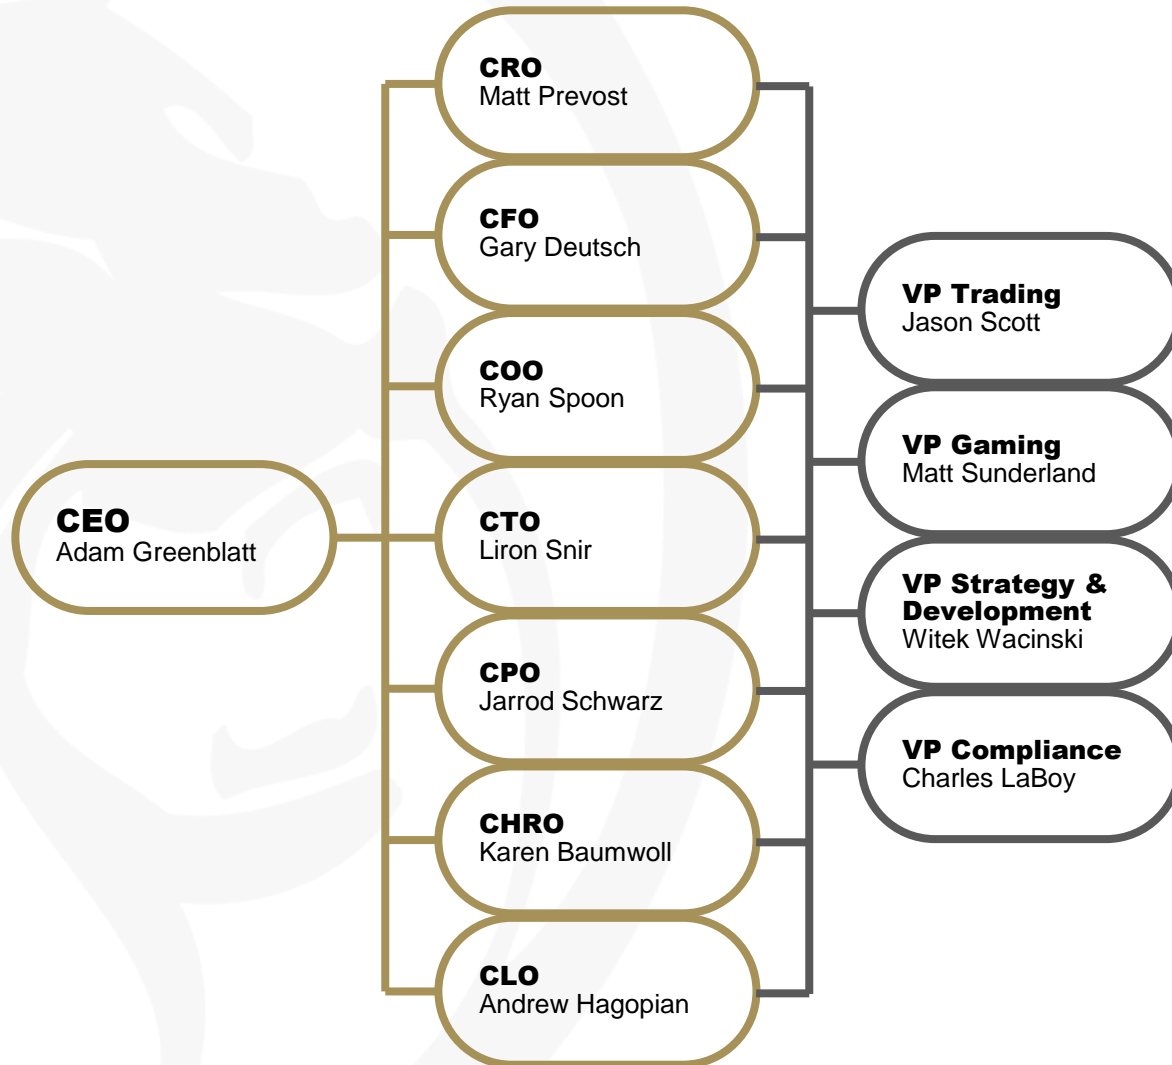 CRO
Matt Prevost
CFO
Gary Deutsch
COO
Ryan Spoon
CEO
Adam Greenblatt
CTO
Liron Snir
CPO
Jarrod Schwarz
CHRO
Karen Baumwoll
CLO
Andrew Hagopian
VP Trading
Jason Scott
VP Gaming
Matt Sunderland
VP Strategy &
Development
Witek Wacinski
VP Compliance
Charles LaBoy